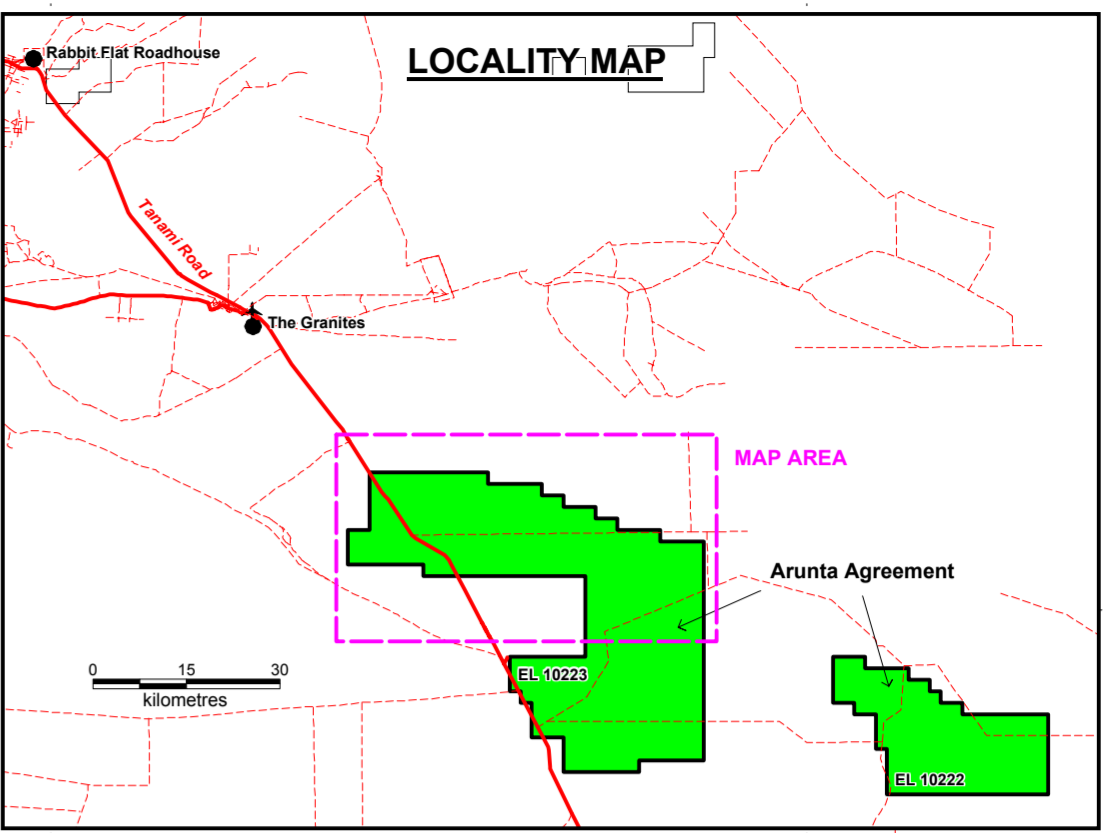 LOCALITY MAP
Rabbit Flat Roadhouse
Tanami Road
The Granites
MAP AREA
Arunta Agreement
0 15 30
kilometres
EL 10223
EL 10222